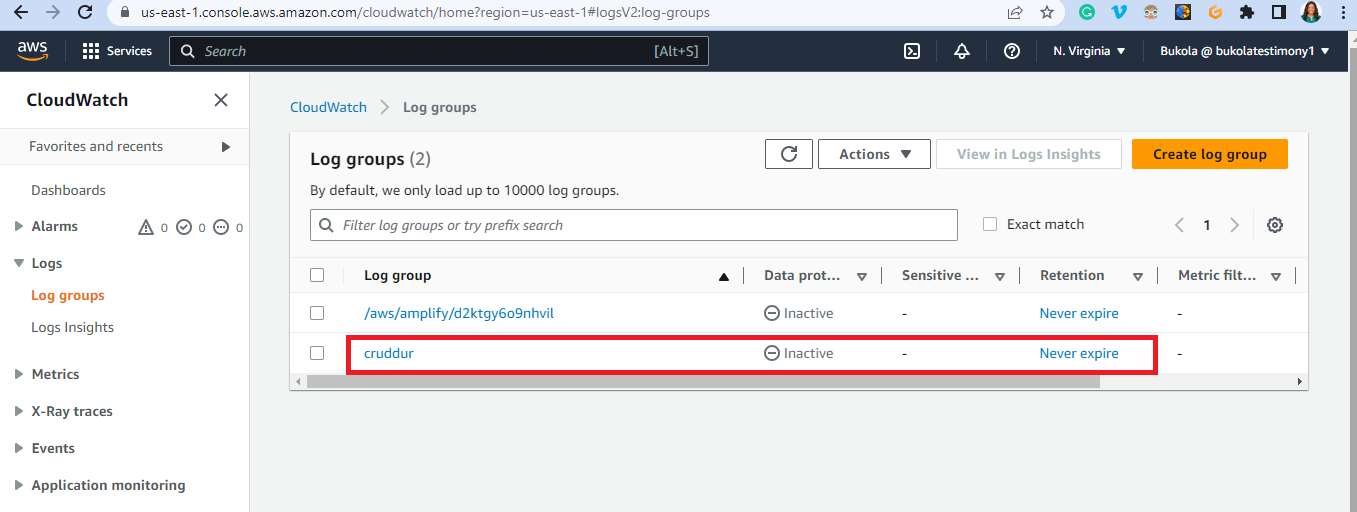 us-east-1.console.aws.amazon.com/cloudwatch/home?region=us-east-1#logsV2:log-groups
aws Services Search [Alt+S] N. Virginia Bukola @ bukolatestimony1
CloudWatch
Favorites and recents
Dashboards
Alarms 0 0 0
Logs
Log groups
Logs Insights
Metrics
X-Ray traces
Events
Application monitoring
CloudWatch Log groups
Log groups (2) Actions View in Logs Insights Create log group
By default, we only load up to 10000 log groups.
Filter log groups or try prefix search Exact match 1
Log group Data prot... Sensitive ... Retention Metric filt...
/aws/amplify/d2ktgy6o9nhvil Inactive - Never expire -
cruddur Inactive - Never expire -